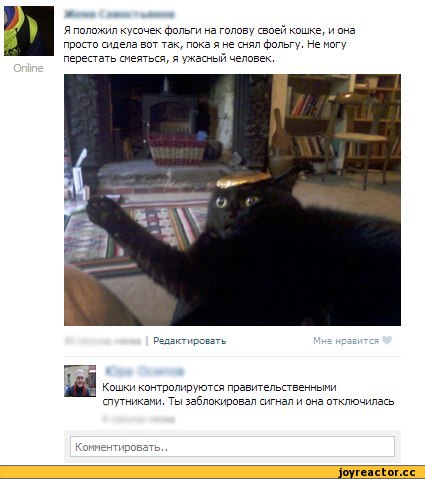 Я положил кусочек фольги на голову своей кошке, и она
просто сидела вот так, пока я не снял фольгу. Не могу
перестать смеяться, я ужасный человек.
Online
назад | Редактировать Мне нравится
Кошки контролируются правительственными
спутниками. Ты заблокировал сигнал и она отключилась
Комментировать..
joyreactor.cc